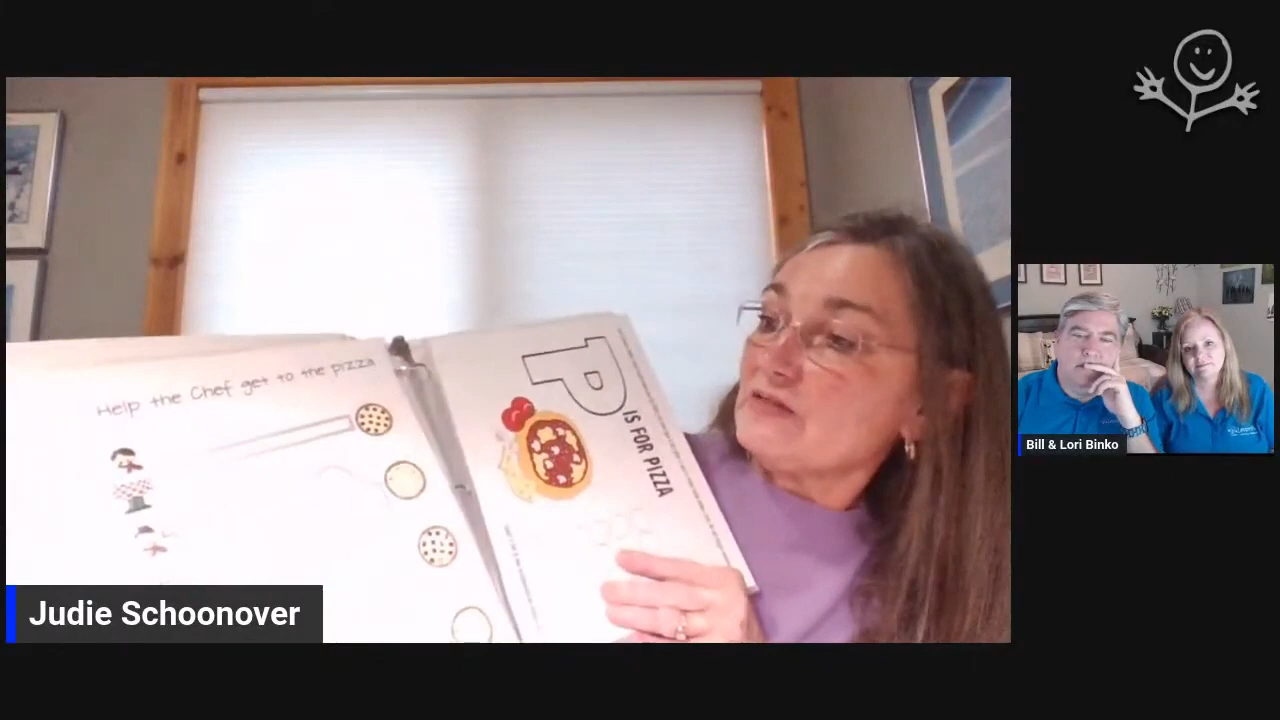 Help the Chef get to the pizza
P
IS FOR PIZZA
Judie Schoonover
Bill & Lori Binko